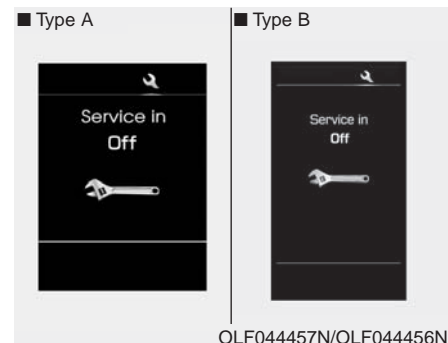 ■ Type A
■ Type B
Service in
Off
Service in
Off
OLF044457N/OLF044456N